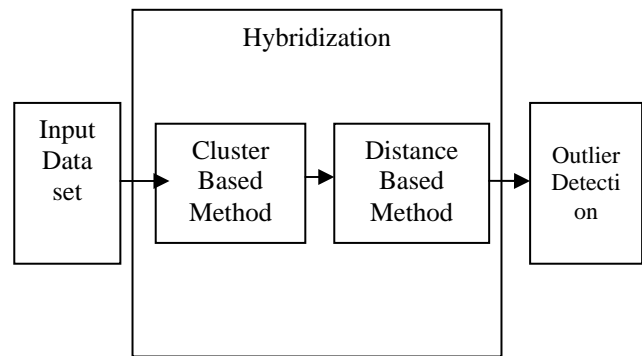 Hybridization
Input
Data
set
Cluster
Based
Method
Distance
Based
Method
Outlier
Detecti
on